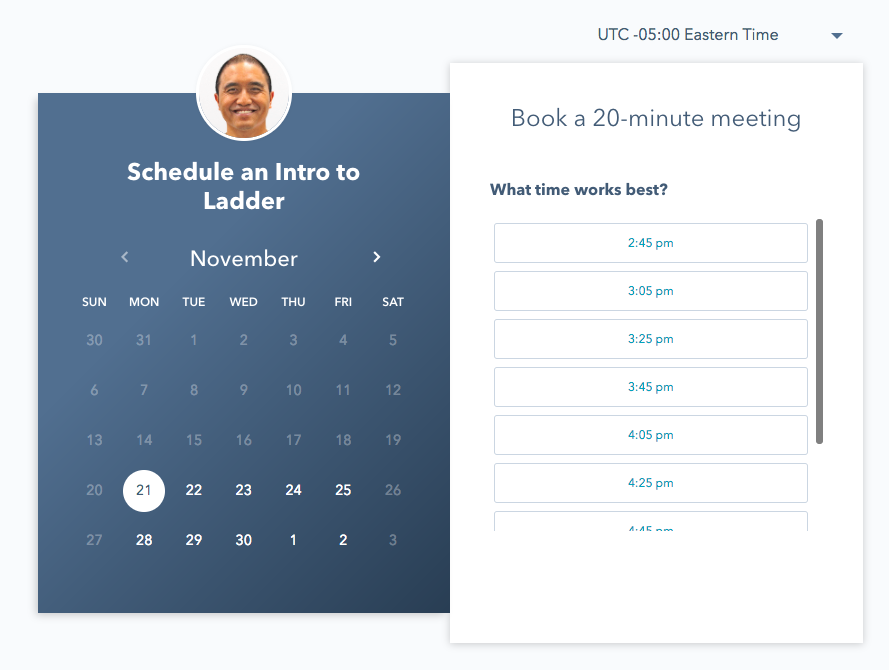 UTC -05:00 Eastern Time
Schedule an Intro to
Ladder
November
SUN MON TUE WED THU FRI SAT
30 31 1 2 3 4 5
6 7 8 9 10 11 12
13 14 15 16 17 18 19
20 21 22 23 24 25 26
27 28 29 30 1 2 3
Book a 20-minute meeting
What time works best?
2:45 pm
3:05 pm
3:25 pm
3:45 pm
4:05 pm
4:25 pm
4:45 pm